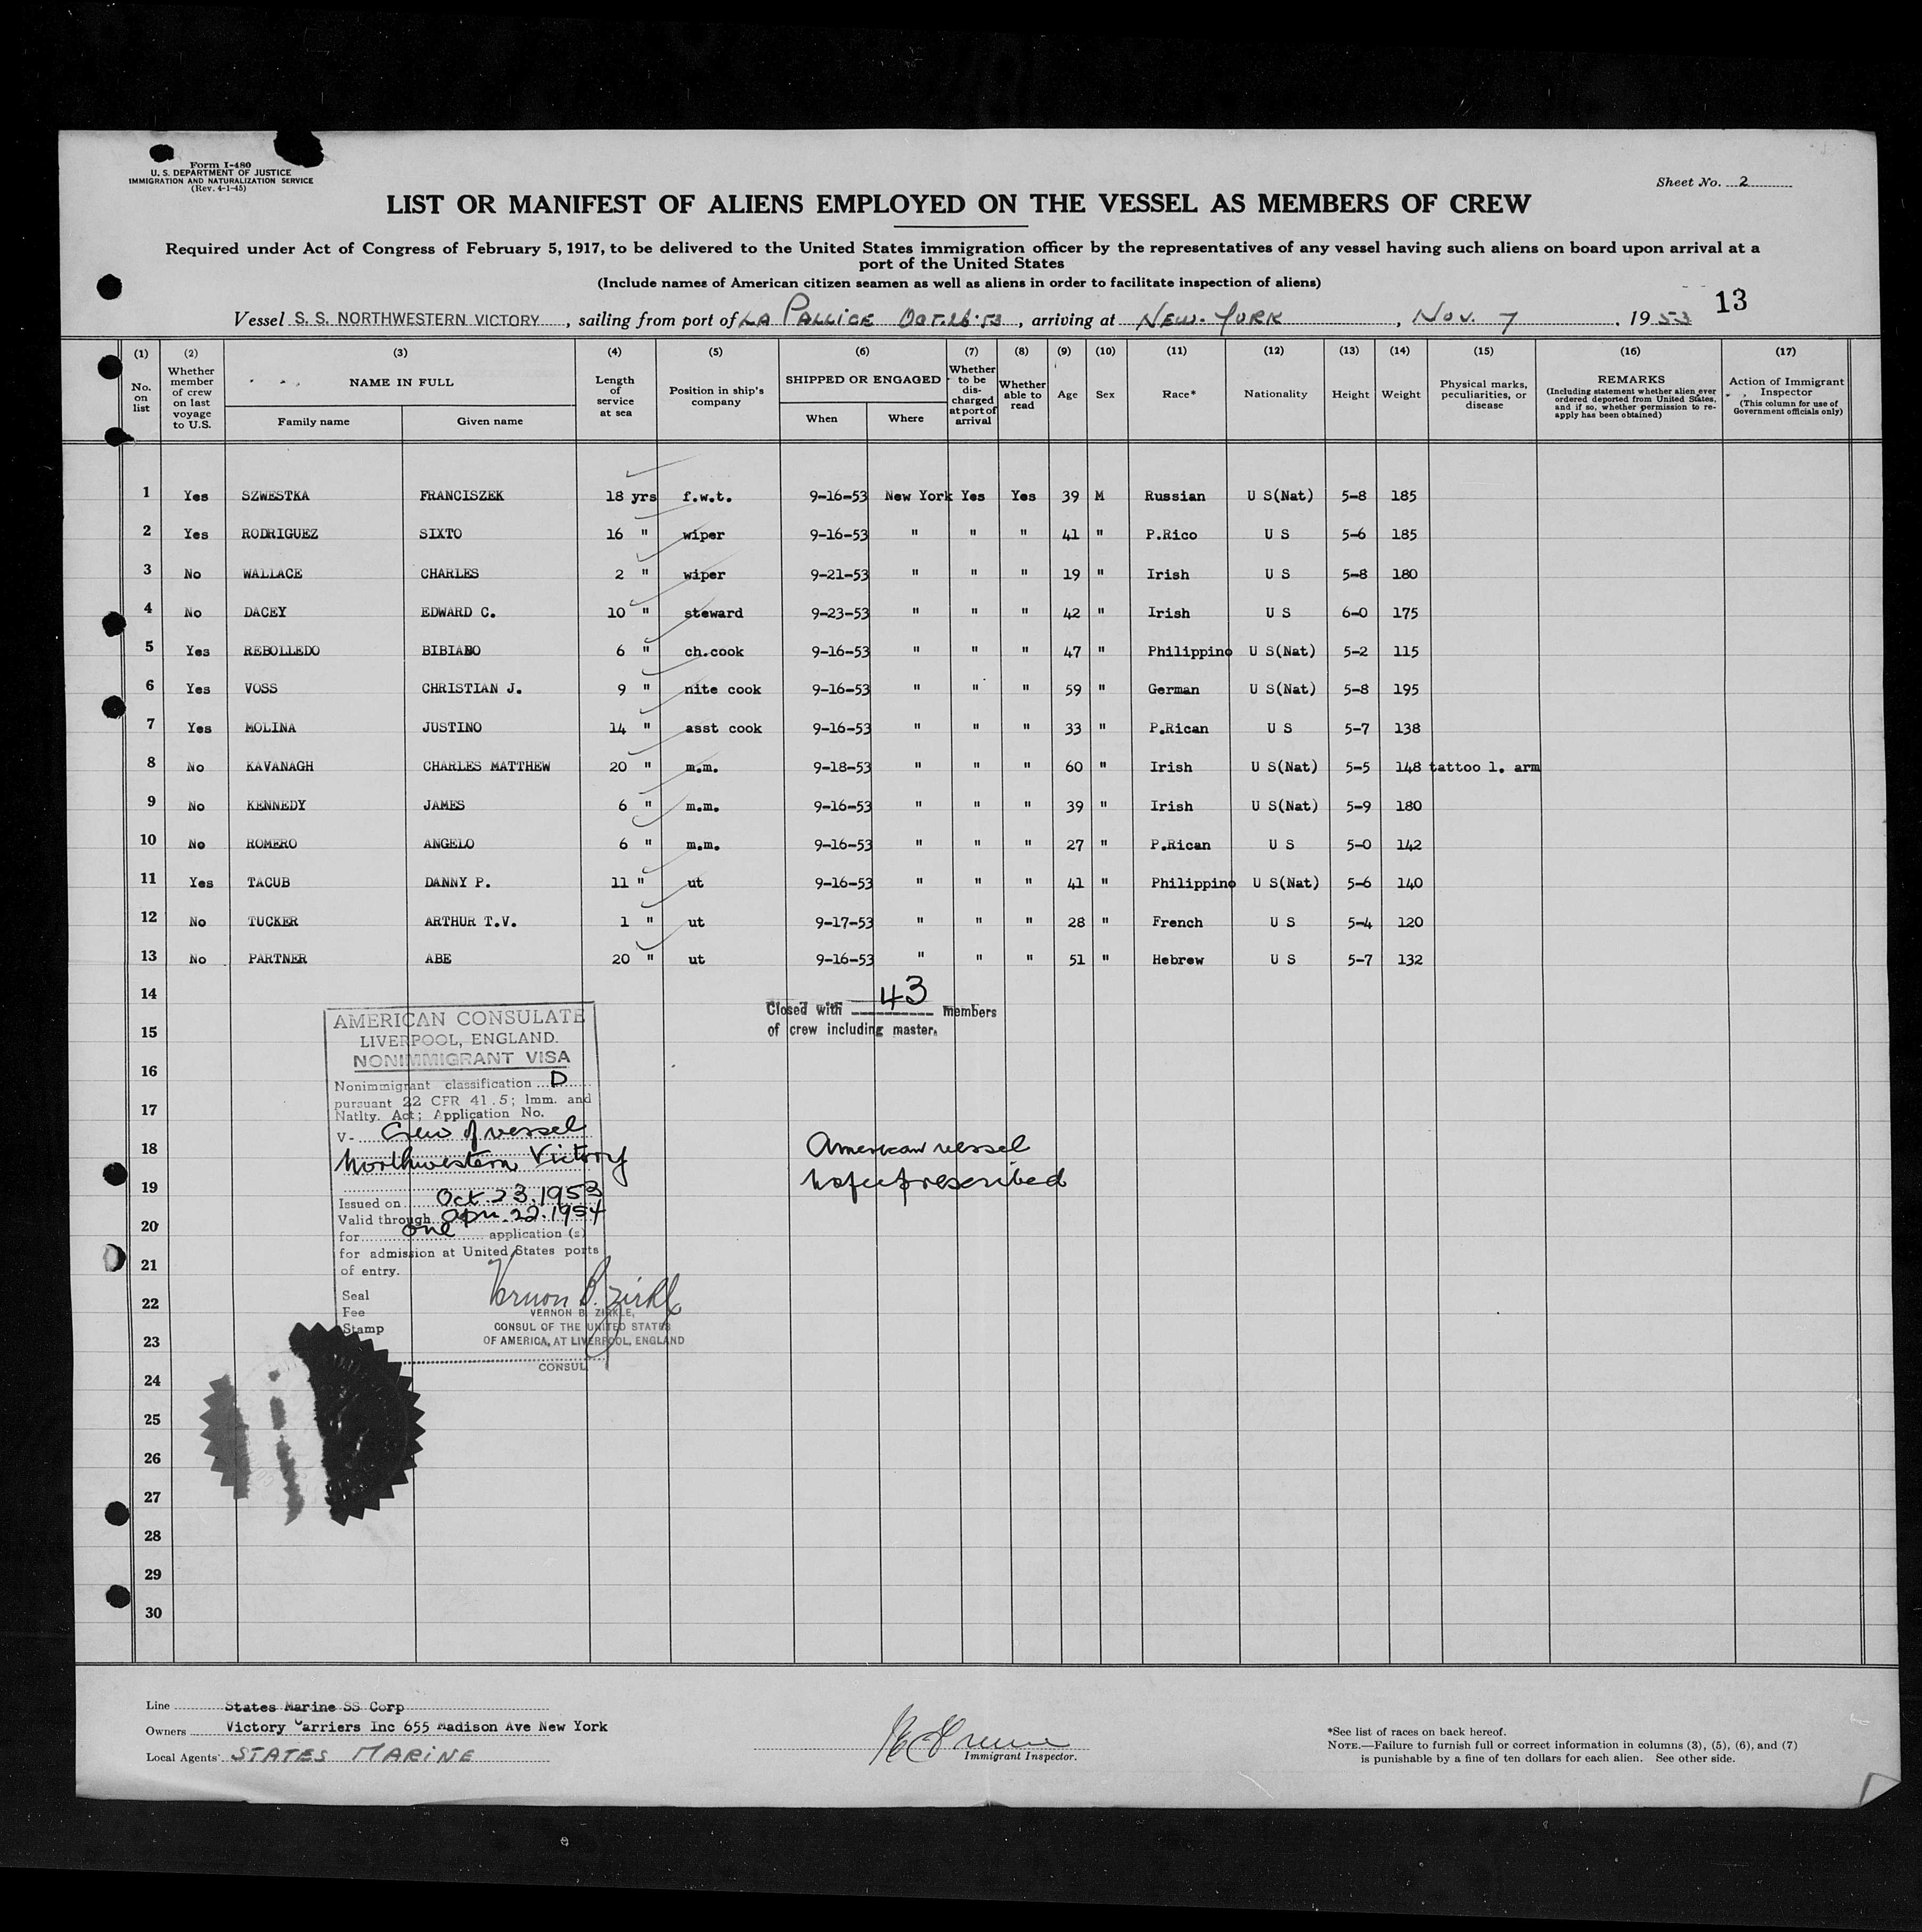 Form I-480
U. S. DEPARTMENT OF JUSTICE
IMMIGRATION AND NATURALIZATION SERVICE
(Rev. 4-1-45)
Sheet No. 2
LIST OR MANIFEST OF ALIENS EMPLOYED ON THE VESSEL AS MEMBERS OF CREW
Required under Act of Congress of February 5, 1917, to be delivered to the United States immigration officer by the representatives of any vessel having such aliens on board upon arrival at a
port of the United States
(Include names of American citizen seamen as well as aliens in order to facilitate inspection of aliens)
13
Vessel S. S. NORTHWESTERN VICTORY, sailing from port of LA PALLICE OCT.26.53, arriving at NEW-YORK, NOV. 7, 1953
(1) (2) (3) (4) (5) (6) (7) (8) (9) (10) (11) (12) (13) (14) (15) (16) (17)
No. on list Whether member of crew on last voyage to U.S. NAME IN FULL Family name Given name Length of service at sea Position in ship's company SHIPPED OR ENGAGED When Where Whether to be discharged at port of arrival Whether able to read Age Sex Race* Nationality Height Weight Physical marks, peculiarities, or disease REMARKS (Including statement whether alien ever ordered deported from United States, and if so, whether permission to reapply has been obtained) Action of Immigrant Inspector (This column for use of Government officials only)
1 Yes SZWESTKA FRANCISZEK 18 yrs f.w.t. 9-16-53 New York Yes Yes 39 M Russian U S(Nat) 5-8 185
2 Yes RODRIGUEZ SIXTO 16 " wiper 9-16-53 " " " 41 " P.Rico U S 5-6 185
3 No WALLACE CHARLES 2 " wiper 9-21-53 " " " 19 " Irish U S 5-8 180
4 No DACEY EDWARD C. 10 " steward 9-23-53 " " " 42 " Irish U S 6-0 175
5 Yes REBOLLEDO BIBIANO 6 " ch.cook 9-16-53 " " " 47 " Philippino U S(Nat) 5-2 115
6 Yes VOSS CHRISTIAN J. 9 " nite cook 9-16-53 " " " 59 " German U S(Nat) 5-8 195
7 Yes MOLINA JUSTINO 14 " asst cook 9-16-53 " " " 33 " P.Rican U S 5-7 138
8 No KAVANAGH CHARLES MATTHEW 20 " m.m. 9-18-53 " " " 60 " Irish U S(Nat) 5-5 148 tattoo l. arm
9 No KENNEDY JAMES 6 " m.m. 9-16-53 " " " 39 " Irish U S(Nat) 5-9 180
10 No ROMERO ANGELO 6 " m.m. 9-16-53 " " " 27 " P.Rican U S 5-0 142
11 Yes TACUB DANNY P. 11 " ut 9-16-53 " " " 41 " Philippino U S(Nat) 5-6 140
12 No TUCKER ARTHUR T.V. 1 " ut 9-17-53 " " " 28 " French U S 5-4 120
13 No PARTNER ABE 20 " ut 9-16-53 " " " 51 " Hebrew U S 5-7 132
14
15
16
17
18
19
20
21
22
23
24
25
26
27
28
29
30
Closed with 43 members
of crew including master.
AMERICAN CONSULATE
LIVERPOOL, ENGLAND.
NONIMMIGRANT VISA
Nonimmigrant classification D
pursuant 22 CFR 41.5; Imm. and
Natlty. Act; Application No.
V- Crew of vessel
Northwestern Victory
Issued on Oct. 23. 1953
Valid through Apr. 22. 1954
for one application (s)
for admission at United States ports
of entry.
Seal
Fee
Stamp
Vernon B. Zirkle
VERNON B. ZIRKLE,
CONSUL OF THE UNITED STATES
OF AMERICA, AT LIVERPOOL, ENGLAND
CONSUL
American vessel
No fee prescribed
Line States Marine SS Corp
Owners Victory Carriers Inc 655 Madison Ave New York
Local Agents STATES MARINE
Immigrant Inspector.
*See list of races on back hereof.
NOTE.—Failure to furnish full or correct information in columns (3), (5), (6), and (7)
is punishable by a fine of ten dollars for each alien. See other side.